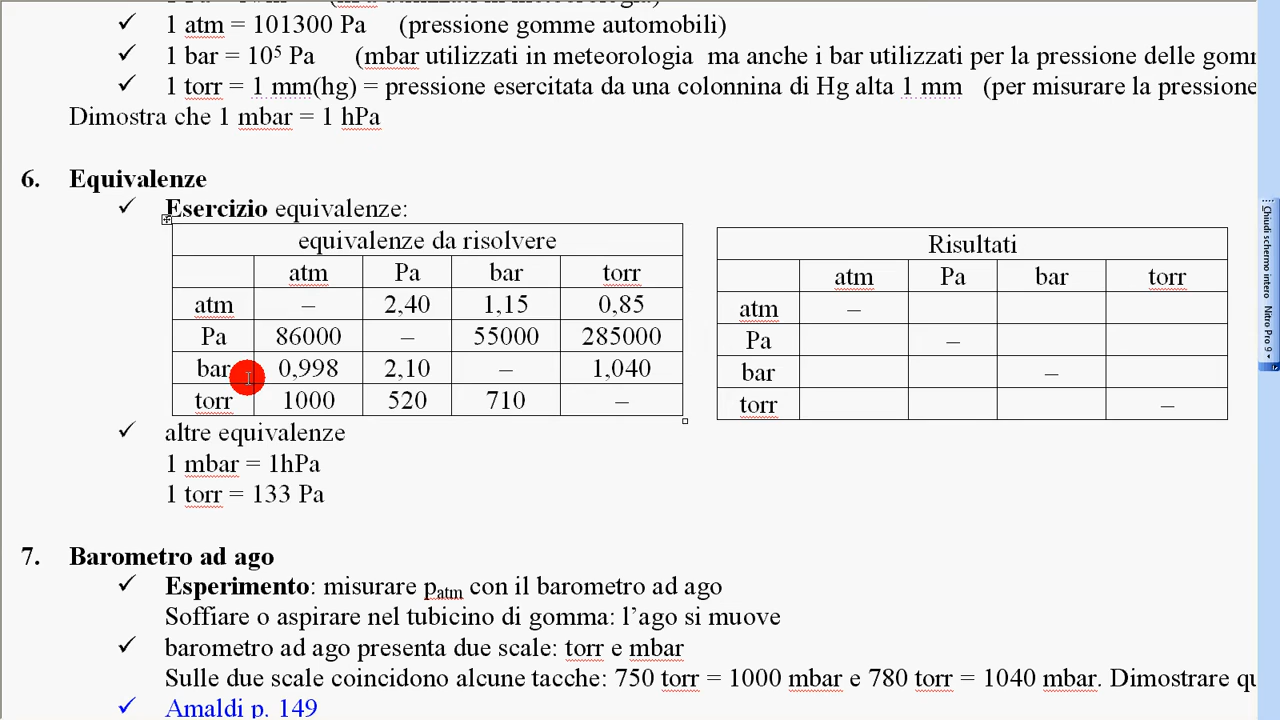 1 atm = 101300 Pa (pressione gomme automobili)
1 bar = 10⁵ Pa (mbar utilizzati in meteorologia ma anche i bar utilizzati per la pressione delle gomm
1 torr = 1 mm(hg) = pressione esercitata da una colonnina di Hg alta 1 mm (per misurare la pressione
Dimostra che 1 mbar = 1 hPa
6. Equivalenze
Esercizio equivalenze:
equivalenze da risolvere
atm Pa bar torr
atm – 2,40 1,15 0,85
Pa 86000 – 55000 285000
bar 0,998 2,10 – 1,040
torr 1000 520 710 –
Risultati
atm Pa bar torr
atm –
Pa –
bar –
torr –
altre equivalenze
1 mbar = 1hPa
1 torr = 133 Pa
7. Barometro ad ago
Esperimento: misurare patm con il barometro ad ago
Soffiare o aspirare nel tubicino di gomma: l’ago si muove
barometro ad ago presenta due scale: torr e mbar
Sulle due scale coincidono alcune tacche: 750 torr = 1000 mbar e 780 torr = 1040 mbar. Dimostrare qu
Amaldi p. 149
Chiudi schermo intero Nitro Pro 9